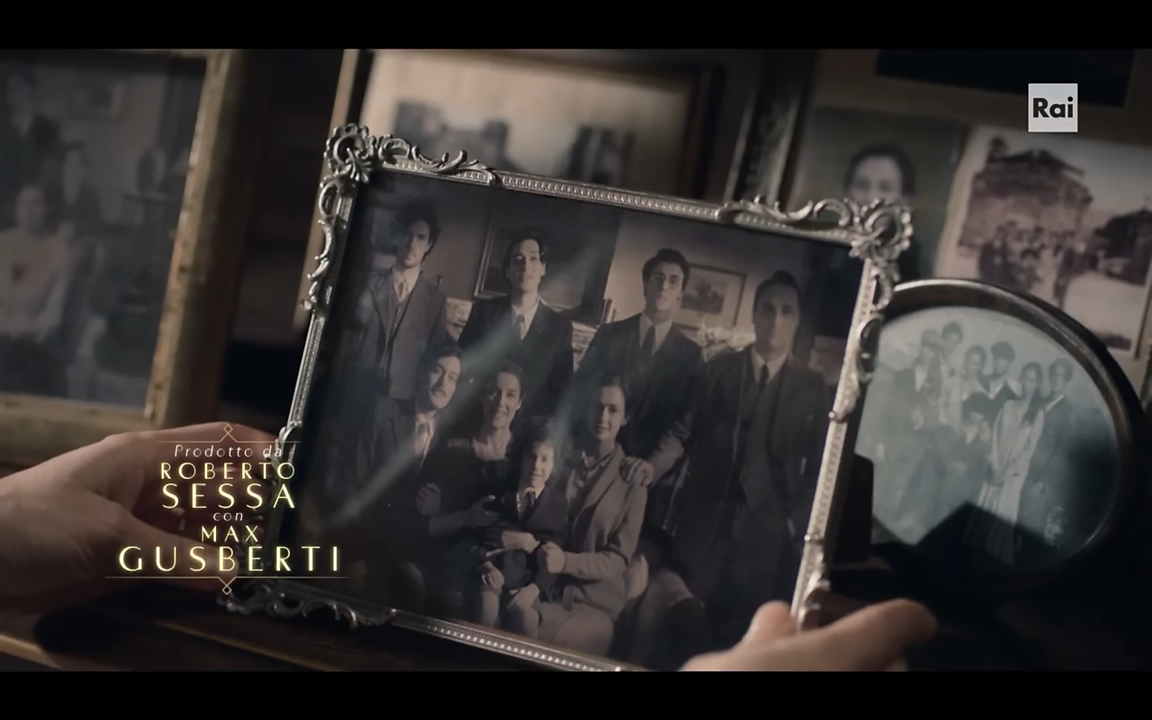 Rai
Prodotto da
ROBERTO
SESSA
con
MAX
GUSBERTI